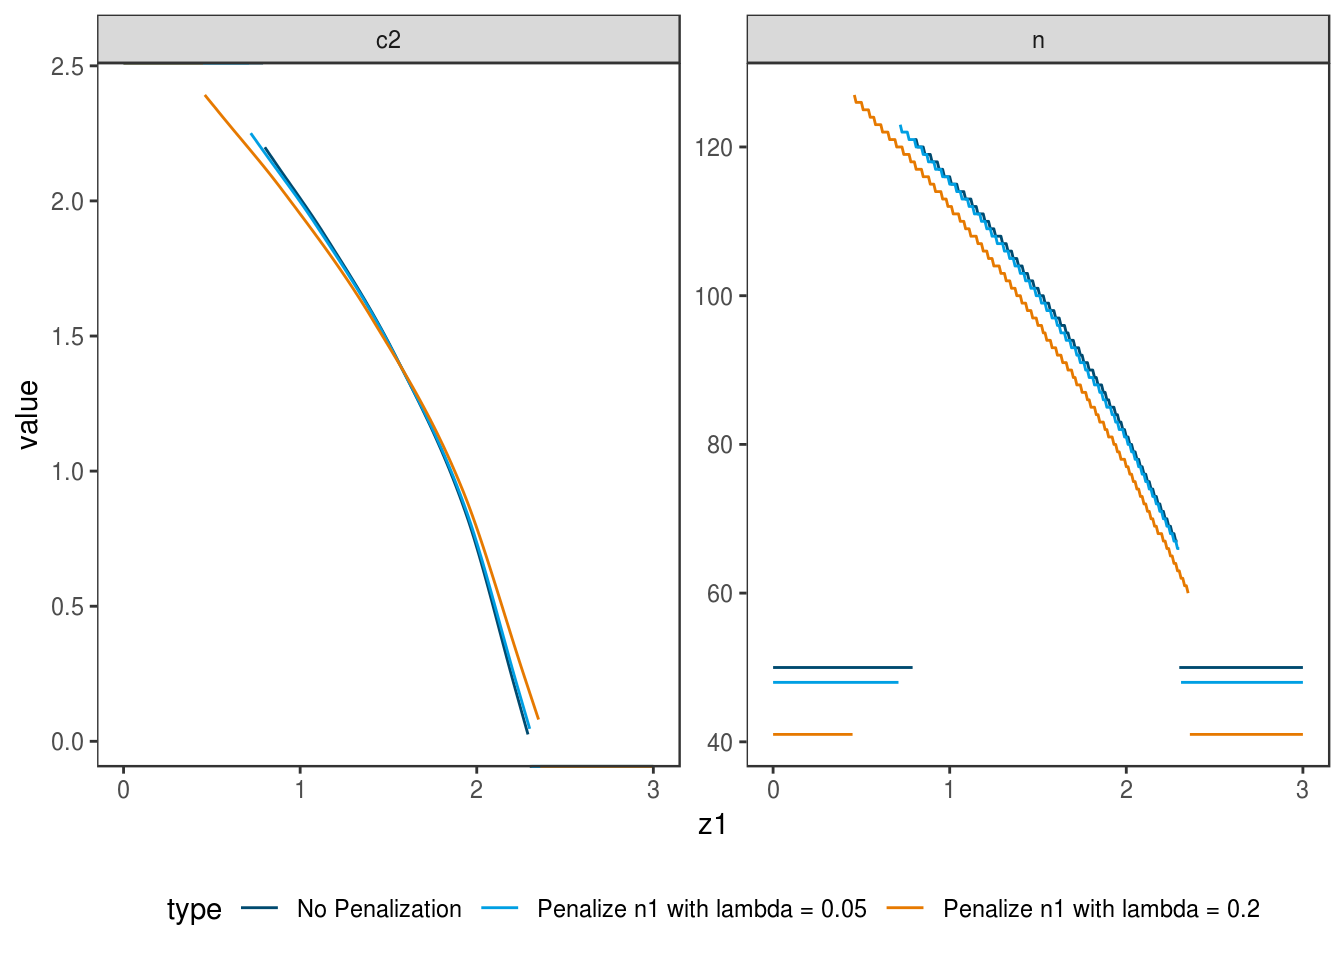 c2
n
2.5
2.0
1.5
1.0
0.5
0.0
value
120
100
80
60
40
0 1 2 3
0 1 2 3
z1
type No Penalization Penalize n1 with lambda = 0.05 Penalize n1 with lambda = 0.2